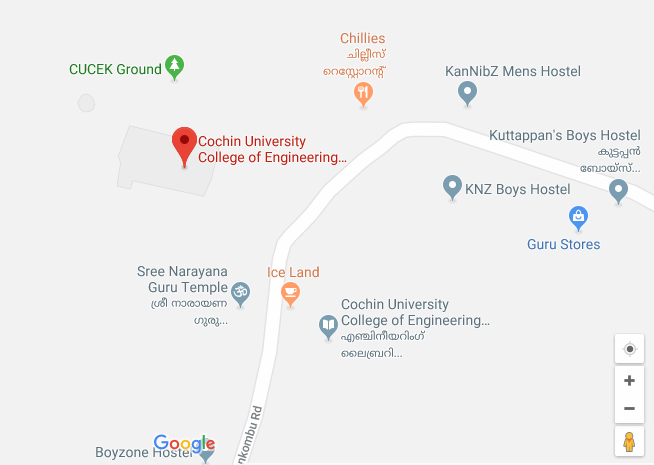 Chillies
ചില്ലീസ്
റെസ്റ്റോറന്റ്
CUCEK Ground
KanNibZ Mens Hostel
Cochin University
College of Engineering...
Kuttappan's Boys Hostel
കുട്ടപ്പൻ
ബോയ്സ്...
KNZ Boys Hostel
Guru Stores
Sree Narayana
Guru Temple
ശ്രീ നാരായണ
ഗുരു...
Ice Land
Cochin University
College of Engineering...
എഞ്ചിനീയറിംഗ്
ലൈബ്രറി...
nkombu Rd
Google
Boyzone Hostel